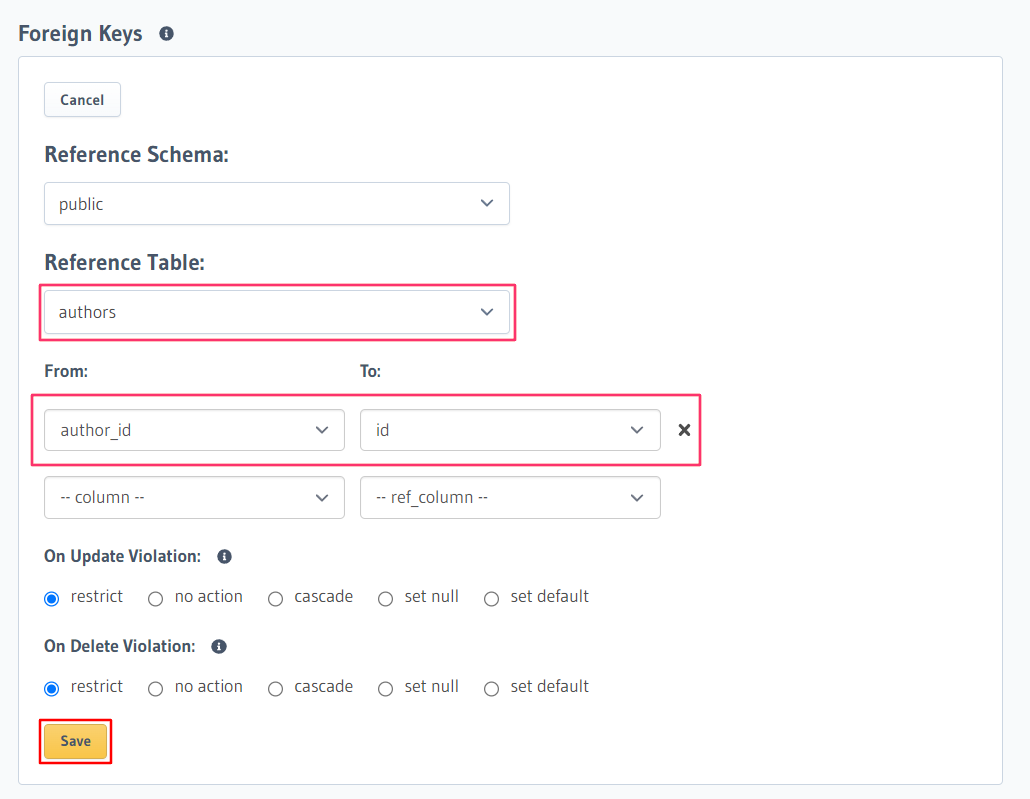 Foreign Keys
Cancel
Reference Schema:
public
Reference Table:
authors
From: To:
author_id id
-- column -- -- ref_column --
On Update Violation:
restrict no action cascade set null set default
On Delete Violation:
restrict no action cascade set null set default
Save